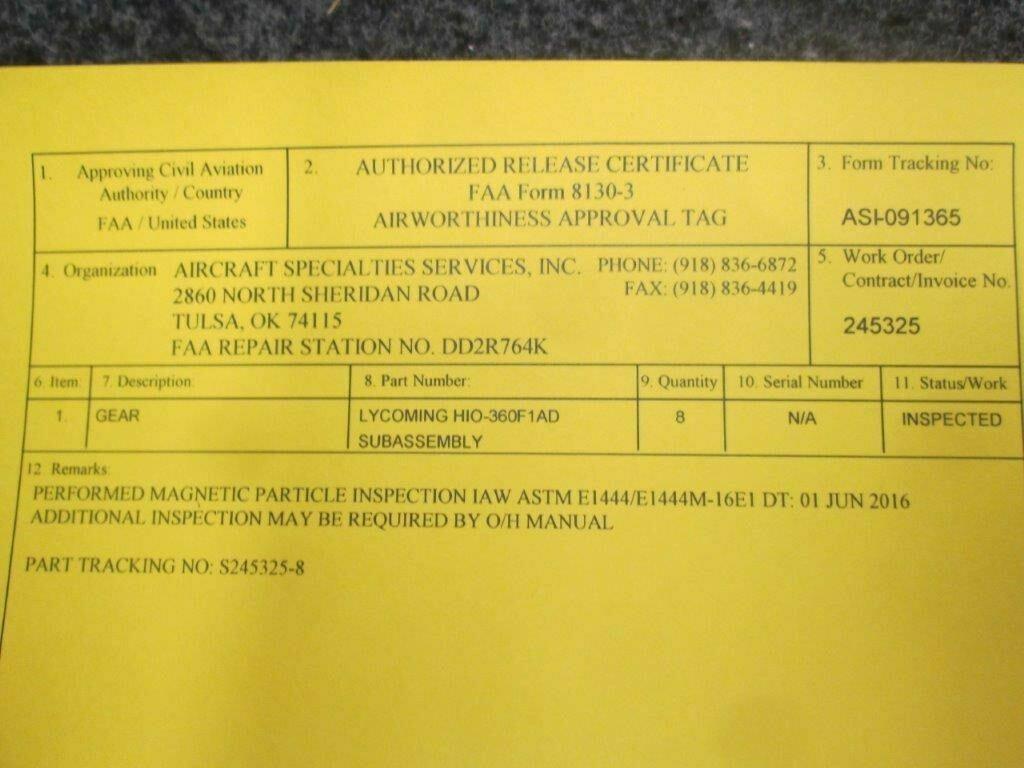 1. Approving Civil Aviation
Authority / Country
FAA / United States
2. AUTHORIZED RELEASE CERTIFICATE
FAA Form 8130-3
AIRWORTHINESS APPROVAL TAG
3. Form Tracking No:
ASI-091365
4. Organization AIRCRAFT SPECIALTIES SERVICES, INC. PHONE: (918) 836-6872
2860 NORTH SHERIDAN ROAD FAX: (918) 836-4419
TULSA, OK 74115
FAA REPAIR STATION NO. DD2R764K
5. Work Order/
Contract/Invoice No.
245325
6. Item 7. Description 8. Part Number: 9. Quantity 10. Serial Number 11. Status/Work
1. GEAR LYCOMING HIO-360F1AD 8 N/A INSPECTED
SUBASSEMBLY
12 Remarks:
PERFORMED MAGNETIC PARTICLE INSPECTION IAW ASTM E1444/E1444M-16E1 DT: 01 JUN 2016
ADDITIONAL INSPECTION MAY BE REQUIRED BY O/H MANUAL
PART TRACKING NO: S245325-8